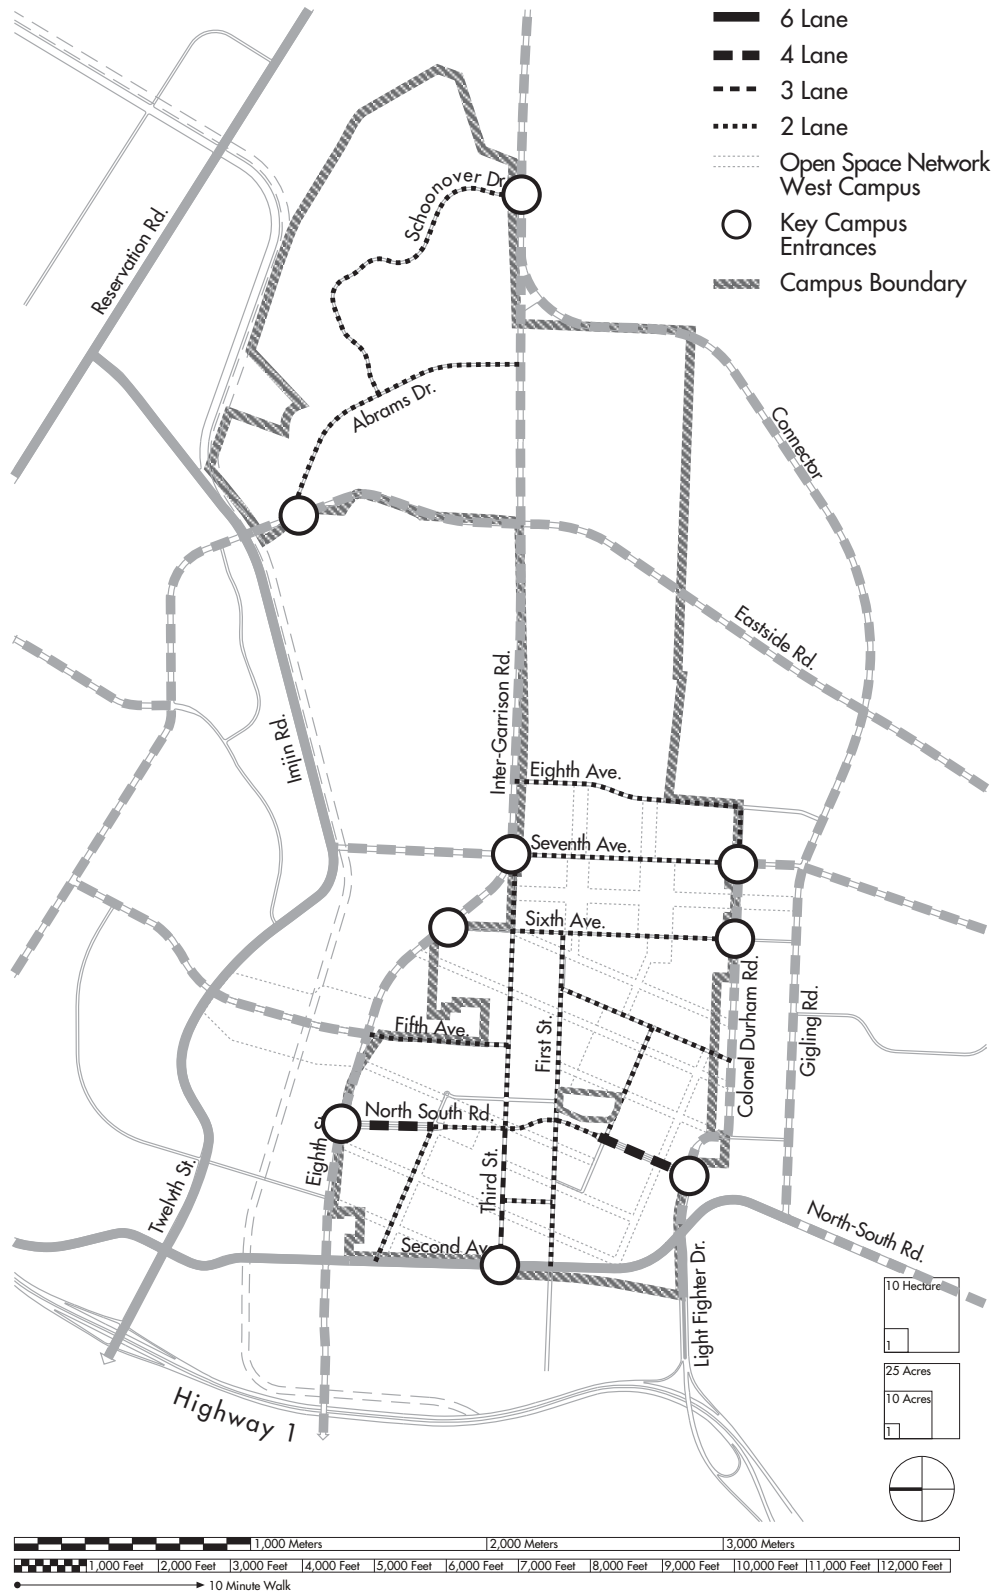 6 Lane
4 Lane
3 Lane
2 Lane
Open Space Network
West Campus
Key Campus
Entrances
Campus Boundary
Schoonover Dr
Reservation Rd.
Abrams Dr.
Connector
Eastside Rd.
Inter-Garrison Rd.
Imjin Rd.
Eighth Ave.
Seventh Ave.
Sixth Ave.
Fifth Ave.
First St.
Colonel Durham Rd.
Gigling Rd.
North South Rd.
Eighth S
Third St.
Twelvth St.
Second Av
North-South Rd.
Light Fighter Dr.
Highway 1
10 Hectare
1
25 Acres
10 Acres
1
1,000 Meters
2,000 Meters
3,000 Meters
1,000 Feet
2,000 Feet
3,000 Feet
4,000 Feet
5,000 Feet
6,000 Feet
7,000 Feet
8,000 Feet
9,000 Feet
10,000 Feet
11,000 Feet
12,000 Feet
10 Minute Walk